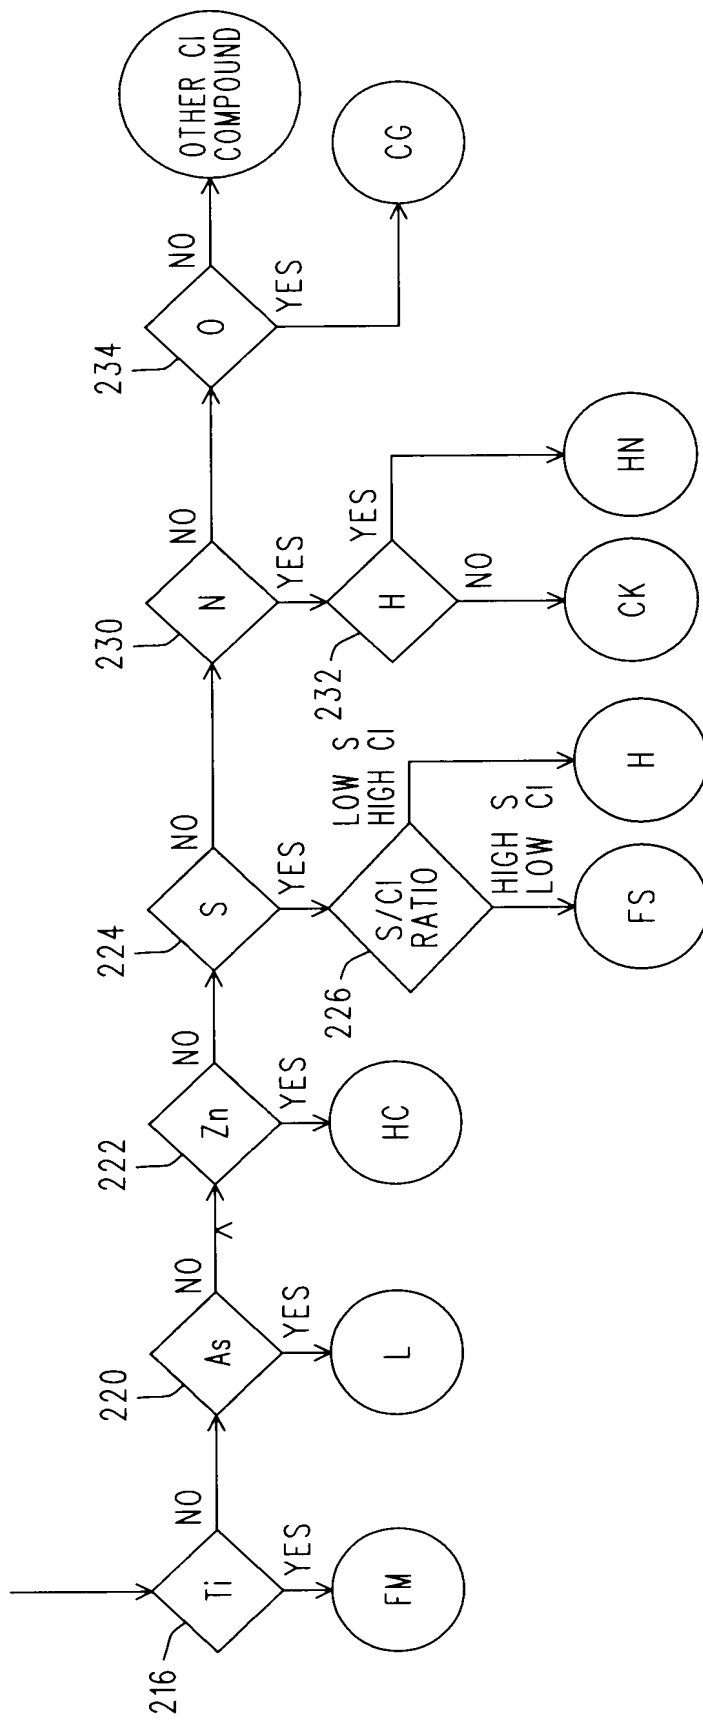 216
Ti
NO
YES
FM
220
As
NO
YES
L
222
Zn
NO
YES
HC
224
S
NO
YES
226
S/Cl
RATIO
LOW S
HIGH Cl
H
HIGH S
LOW Cl
FS
230
N
NO
YES
232
H
YES
HN
NO
CK
234
O
NO
OTHER Cl
COMPOUND
YES
CG